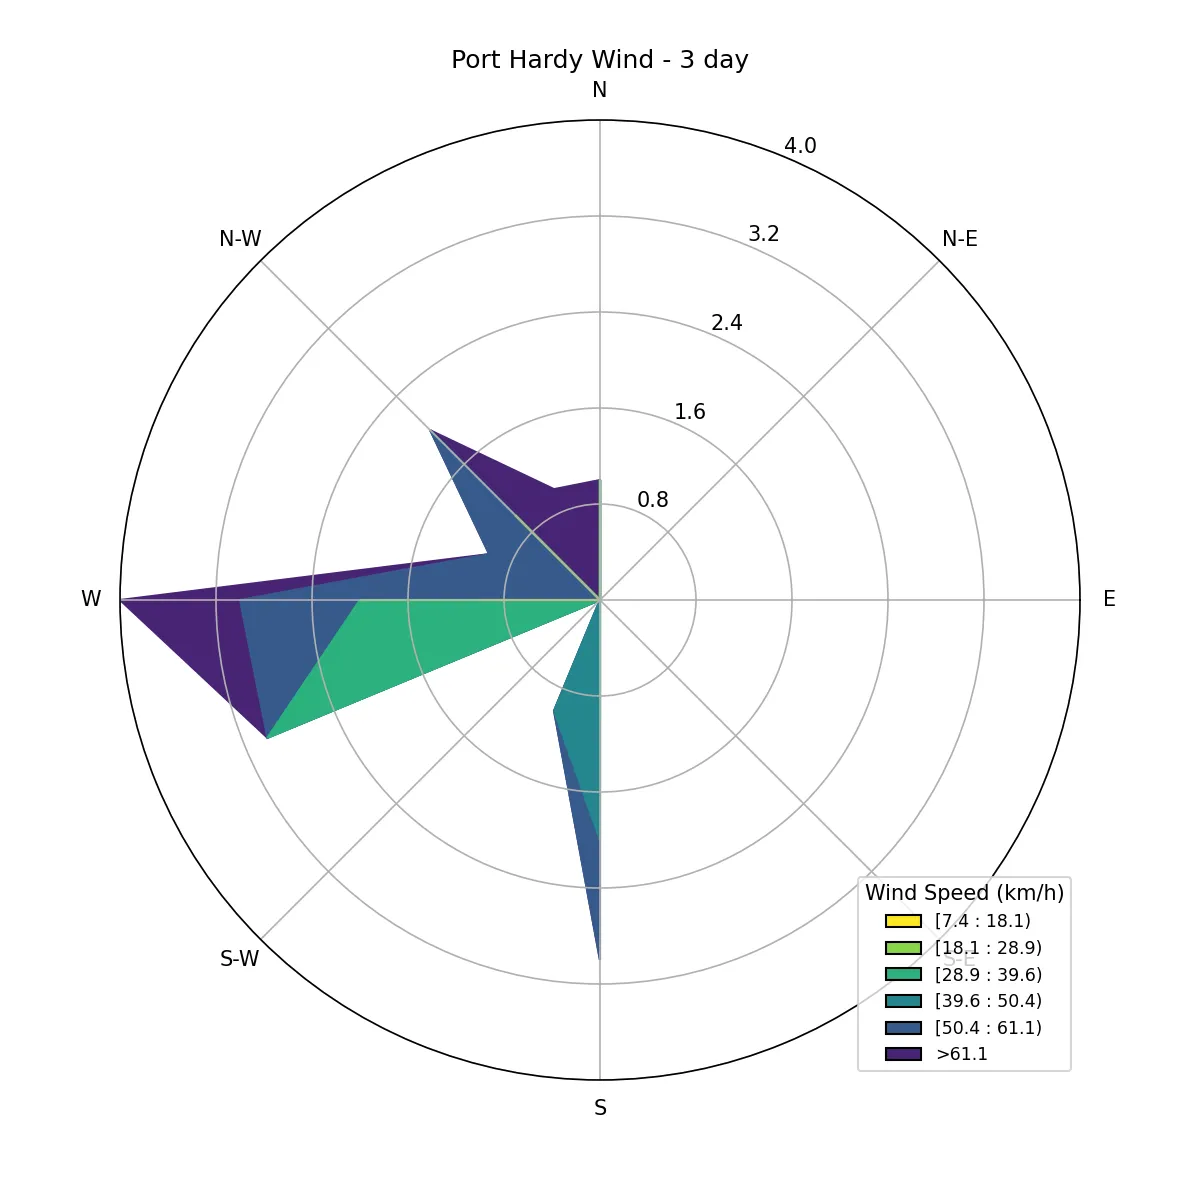 Port Hardy Wind - 3 day
N
4.0
N-W
N-E
3.2
2.4
1.6
0.8
W
E
S-W
S-E
S
Wind Speed (km/h)
[7.4 : 18.1)
[18.1 : 28.9)
[28.9 : 39.6)
[39.6 : 50.4)
[50.4 : 61.1)
>61.1